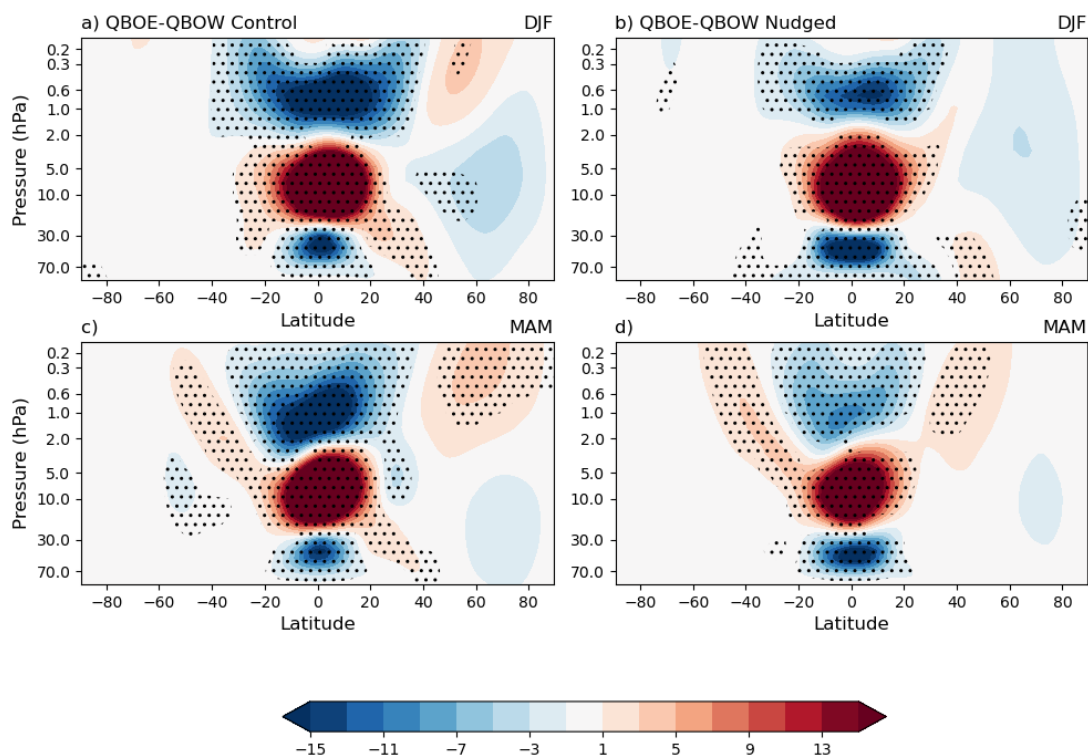 a) QBOE-QBOW Control DJF b) QBOE-QBOW Nudged DJF
0.2 0.2
0.3 0.3
0.6 0.6
1.0 1.0
2.0 2.0
5.0 5.0
10.0 10.0
30.0 30.0
70.0 70.0
Pressure (hPa)
−80 −60 −40 −20 0 20 40 60 80 −80 −60 −40 −20 0 20 40 60 80
Latitude Latitude
c) MAM d) MAM
0.2 0.2
0.3 0.3
0.6 0.6
1.0 1.0
2.0 2.0
5.0 5.0
10.0 10.0
30.0 30.0
70.0 70.0
Pressure (hPa)
−80 −60 −40 −20 0 20 40 60 80 −80 −60 −40 −20 0 20 40 60 80
Latitude Latitude
−15 −11 −7 −3 1 5 9 13